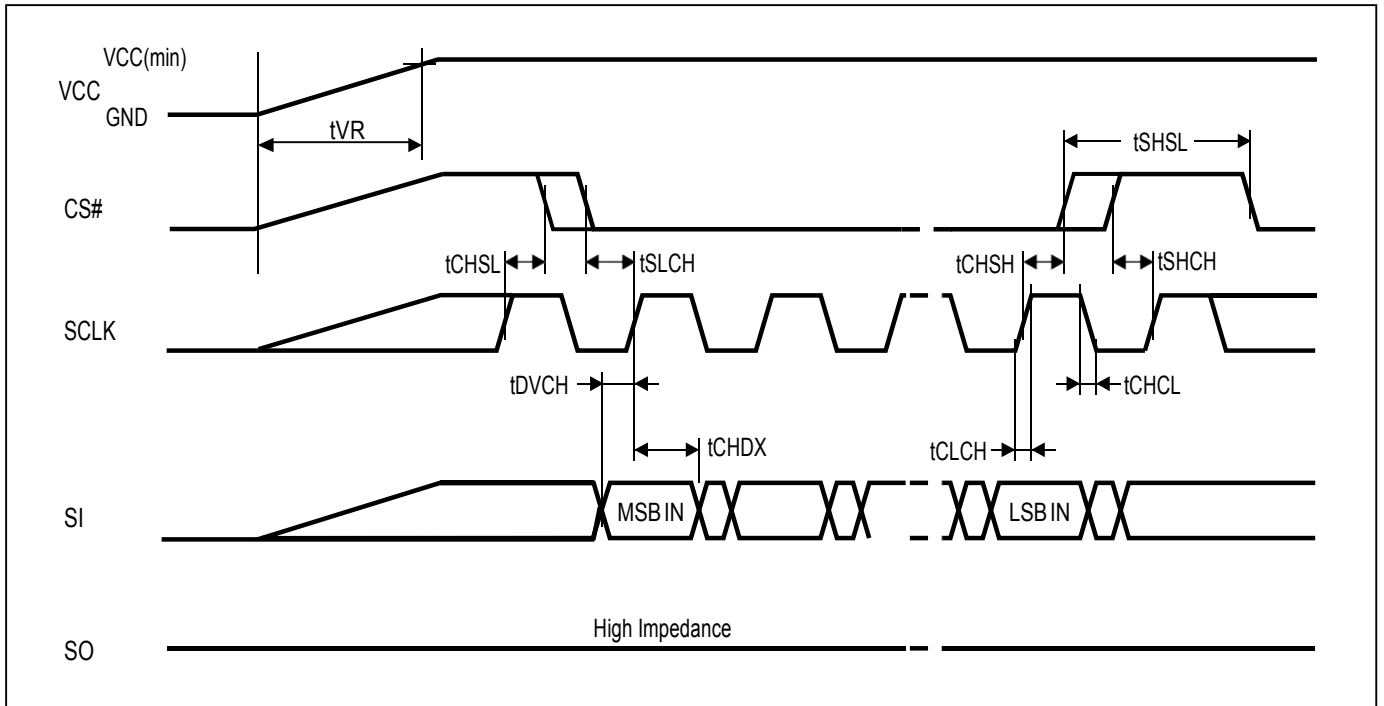 VCC(min)
VCC
GND
tVR
tSHSL
CS#
tCHSL
tSLCH
tCHSH
tSHCH
SCLK
tDVCH
tCHCL
tCHDX
tCLCH
SI
MSB IN
LSB IN
High Impedance
SO